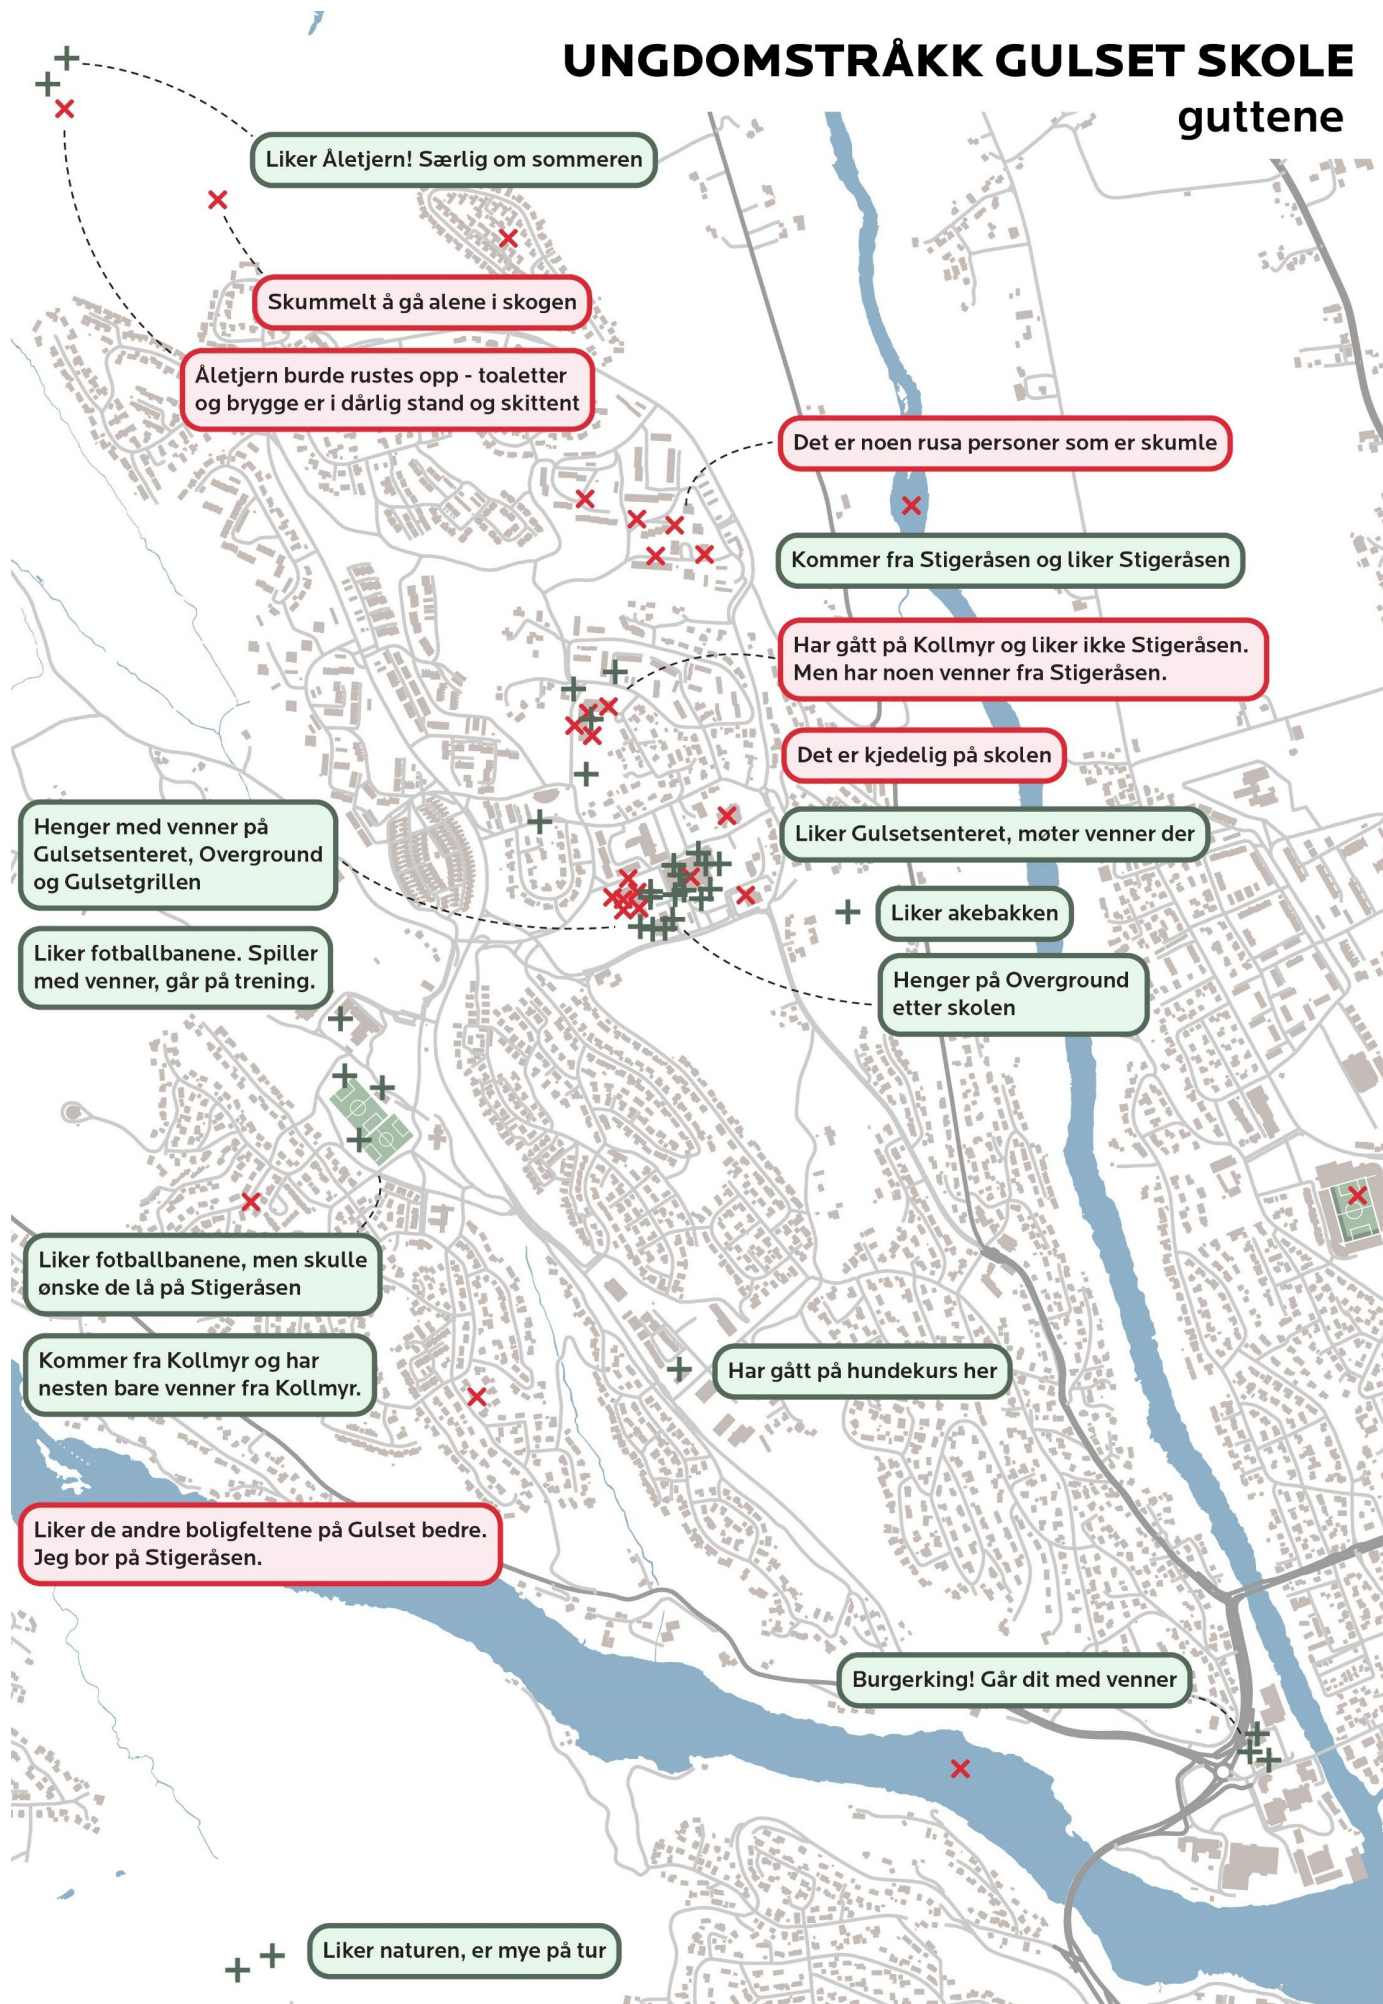 UNGDOMSTRÅKK GULSET SKOLE
guttene
Liker Åletjern! Særlig om sommeren
Skummelt å gå alene i skogen
Åletjern burde rustes opp - toaletter
og brygge er i dårlig stand og skittent
Det er noen rusa personer som er skumle
Kommer fra Stigeråsen og liker Stigeråsen
Har gått på Kollmyr og liker ikke Stigeråsen.
Men har noen venner fra Stigeråsen.
Det er kjedelig på skolen
Liker Gulsetsenteret, møter venner der
Henger med venner på
Gulsetsenteret, Overground
og Gulsetgrillen
Liker akebakken
Liker fotballbanene. Spiller
med venner, går på trening.
Henger på Overground
etter skolen
Liker fotballbanene, men skulle
ønske de lå på Stigeråsen
Kommer fra Kollmyr og har
nesten bare venner fra Kollmyr.
Har gått på hundekurs her
Liker de andre boligfeltene på Gulset bedre.
Jeg bor på Stigeråsen.
Burgerking! Går dit med venner
Liker naturen, er mye på tur